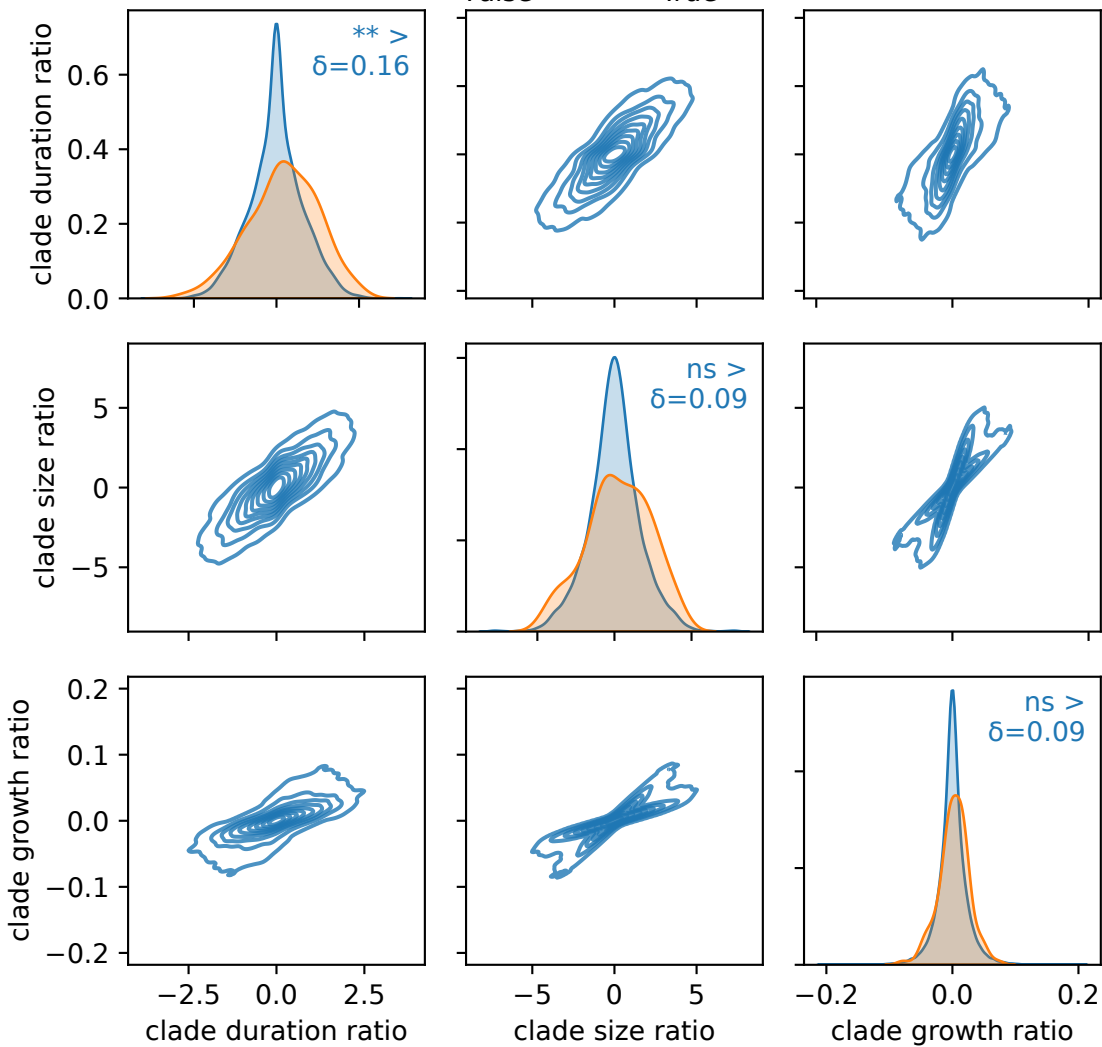 clade duration ratio
0.6
0.4
0.2
0.0
** >
δ=0.16
clade size ratio
5
0
−5
ns >
δ=0.09
clade growth ratio
0.2
0.1
0.0
−0.1
−0.2
ns >
δ=0.09
−2.5 0.0 2.5
−5 0 5
−0.2 0.0 0.2
clade duration ratio
clade size ratio
clade growth ratio